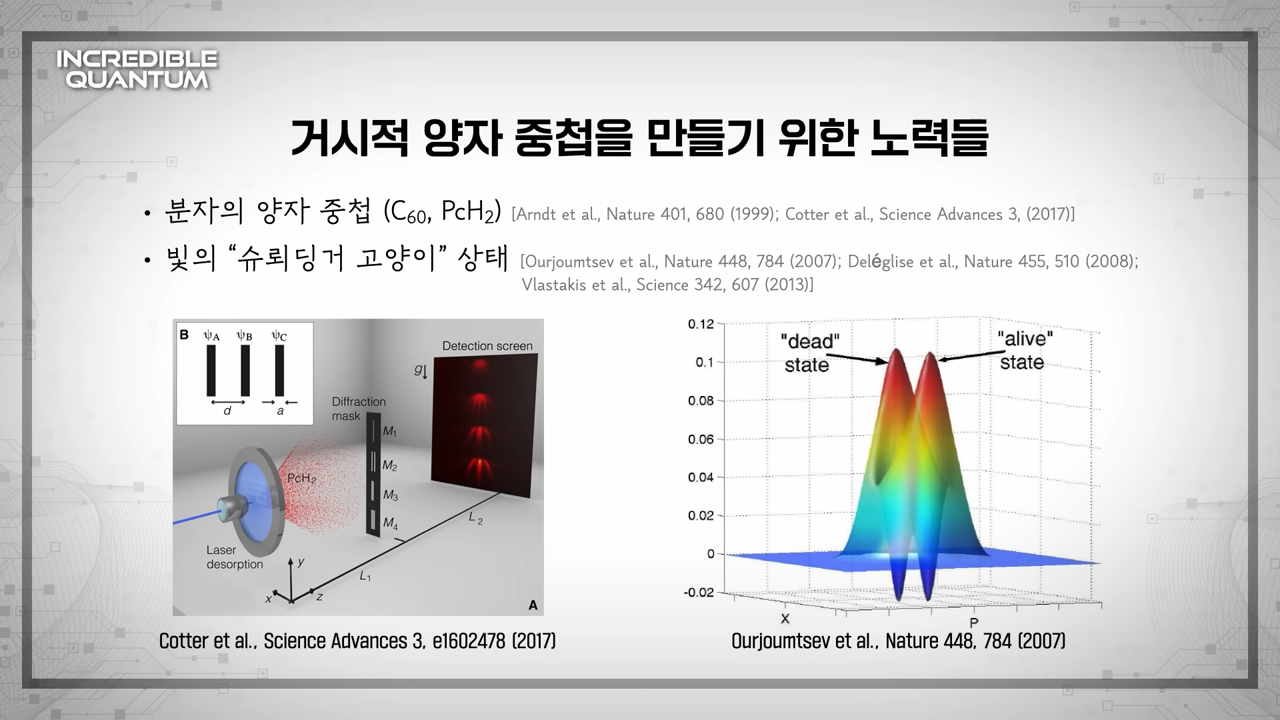 INCREDIBLE
QUANTUM
거시적 양자 중첩을 만들기 위한 노력들
• 분자의 양자 중첩 (C₆₀, PcH₂) [Arndt et al., Nature 401, 680 (1999); Cotter et al., Science Advances 3, (2017)]
• 빛의 “슈뢰딩거 고양이” 상태 [Ourjoumtsev et al., Nature 448, 784 (2007); Deléglise et al., Nature 455, 510 (2008);
Vlastakis et al., Science 342, 607 (2013)]
B
ψA ψB ψC
d a
Detection screen
g
Diffraction
mask
M₁
M₂
M₃
M₄
PcH₂
Laser
desorption
L₂
L₁
y
x
z
A
Cotter et al., Science Advances 3, e1602478 (2017)
0.12
0.1
0.08
0.06
0.04
0.02
0
-0.02
"dead"
state
"alive"
state
X
P
Ourjoumtsev et al., Nature 448, 784 (2007)